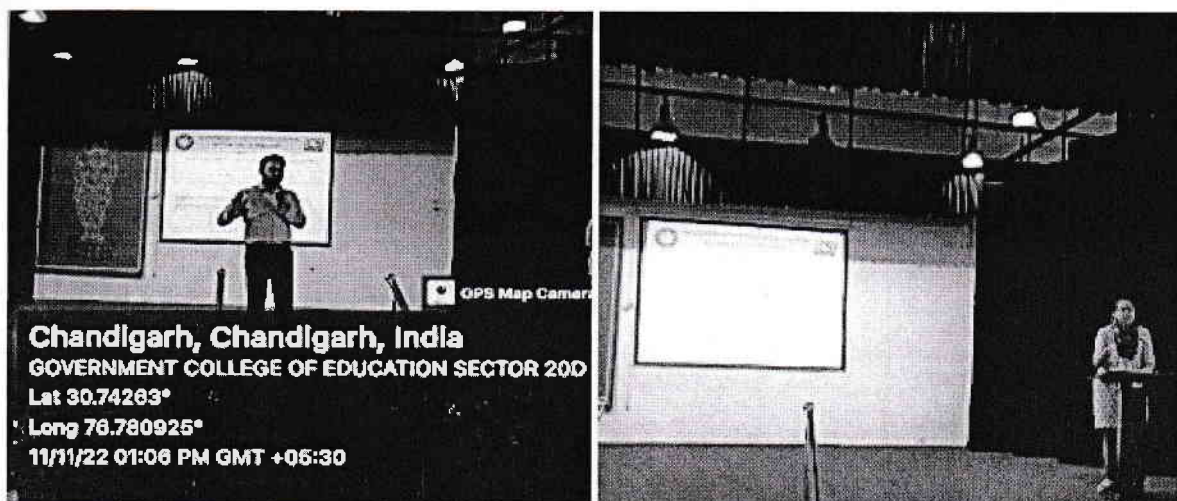 GPS Map Camera
Chandigarh, Chandigarh, India
GOVERNMENT COLLEGE OF EDUCATION SECTOR 20D
Lat 30.74263°
Long 76.780925°
11/11/22 01:06 PM GMT +05:30